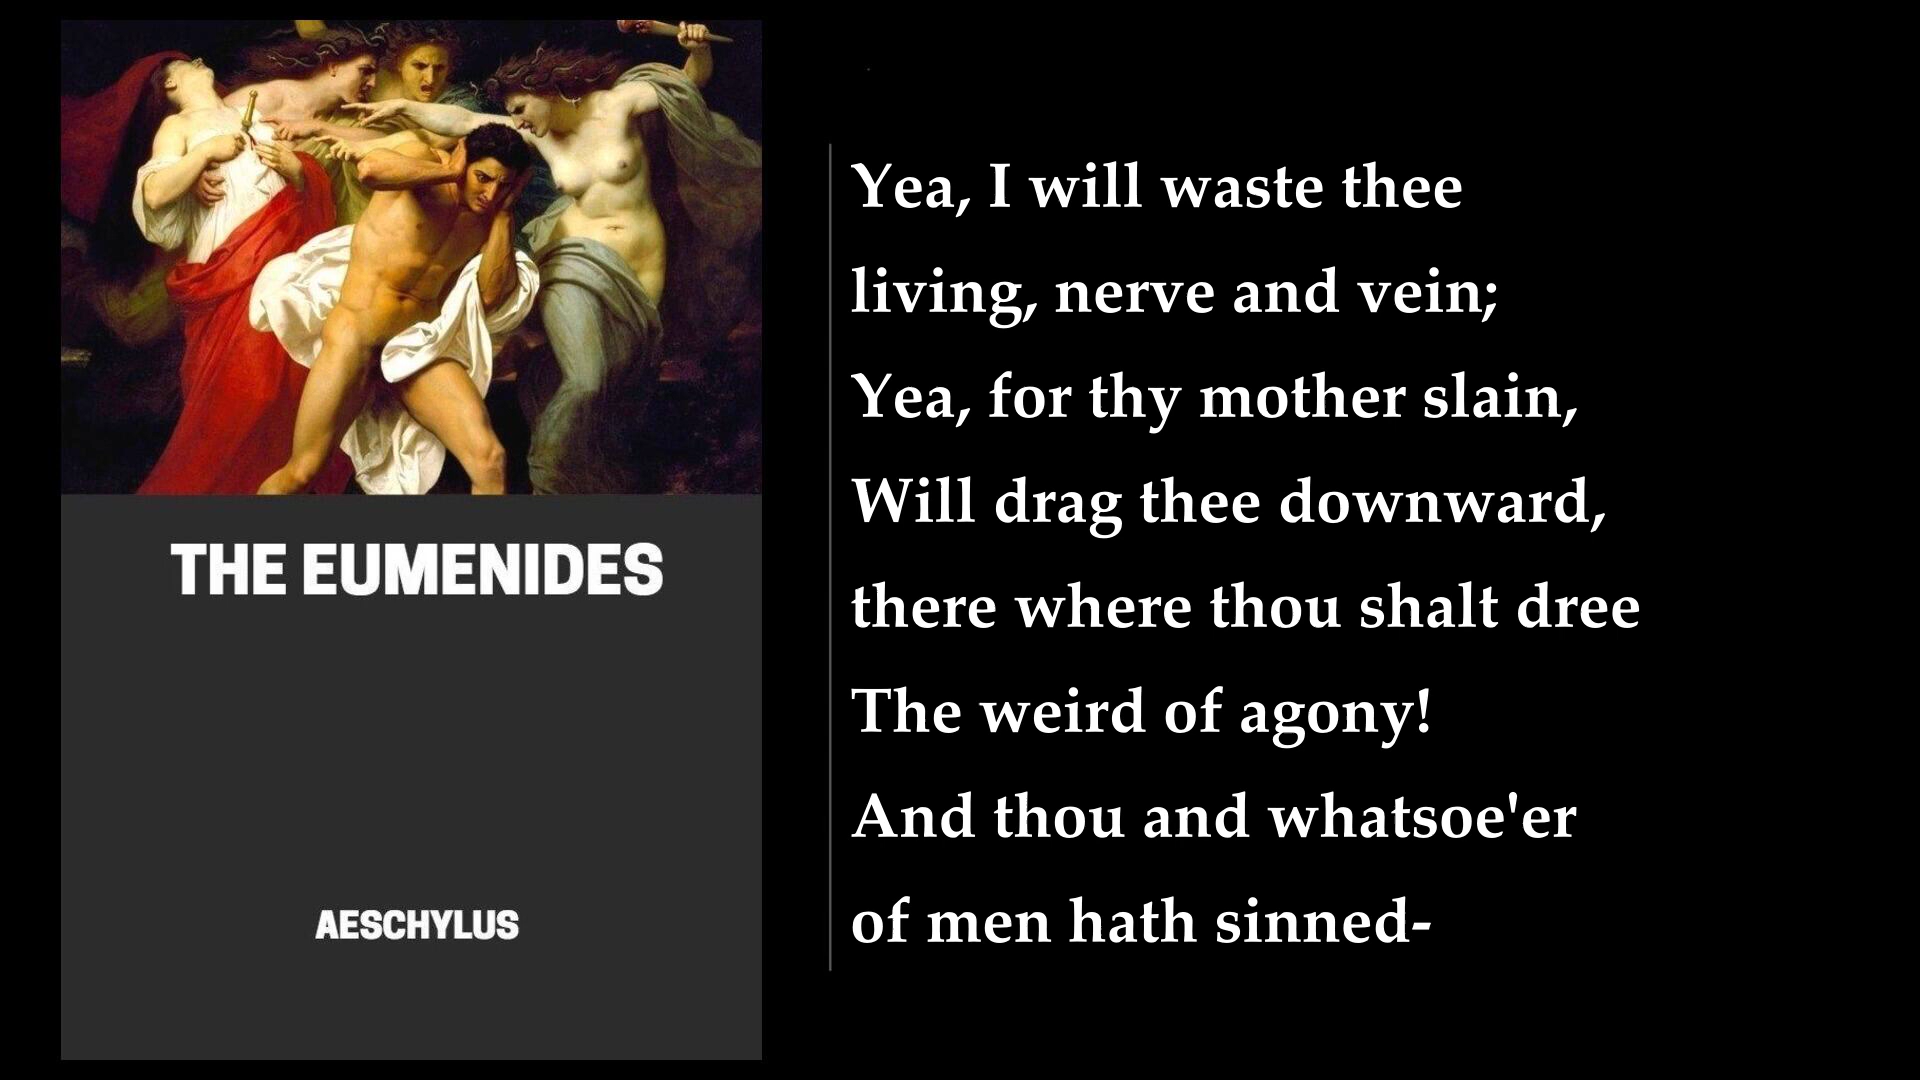 THE EUMENIDES
AESCHYLUS
Yea, I will waste thee
living, nerve and vein;
Yea, for thy mother slain,
Will drag thee downward,
there where thou shalt dree
The weird of agony!
And thou and whatsoe'er
of men hath sinned-